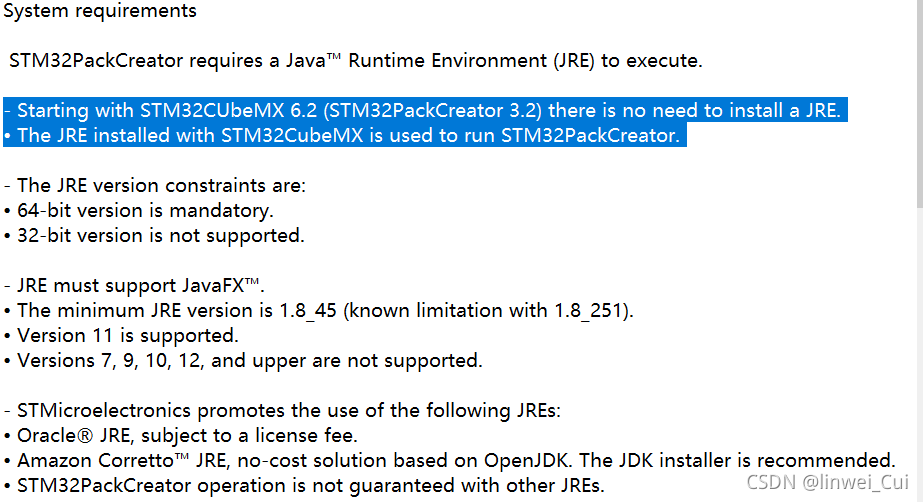 System requirements
STM32PackCreator requires a Java™ Runtime Environment (JRE) to execute.
- Starting with STM32CUbeMX 6.2 (STM32PackCreator 3.2) there is no need to install a JRE.
• The JRE installed with STM32CubeMX is used to run STM32PackCreator.
- The JRE version constraints are:
• 64-bit version is mandatory.
• 32-bit version is not supported.
- JRE must support JavaFX™.
• The minimum JRE version is 1.8_45 (known limitation with 1.8_251).
• Version 11 is supported.
• Versions 7, 9, 10, 12, and upper are not supported.
- STMicroelectronics promotes the use of the following JREs:
• Oracle® JRE, subject to a license fee.
• Amazon Corretto™ JRE, no-cost solution based on OpenJDK. The JDK installer is recommended.
• STM32PackCreator operation is not guaranteed with other JREs.
CSDN @linwei_Cui